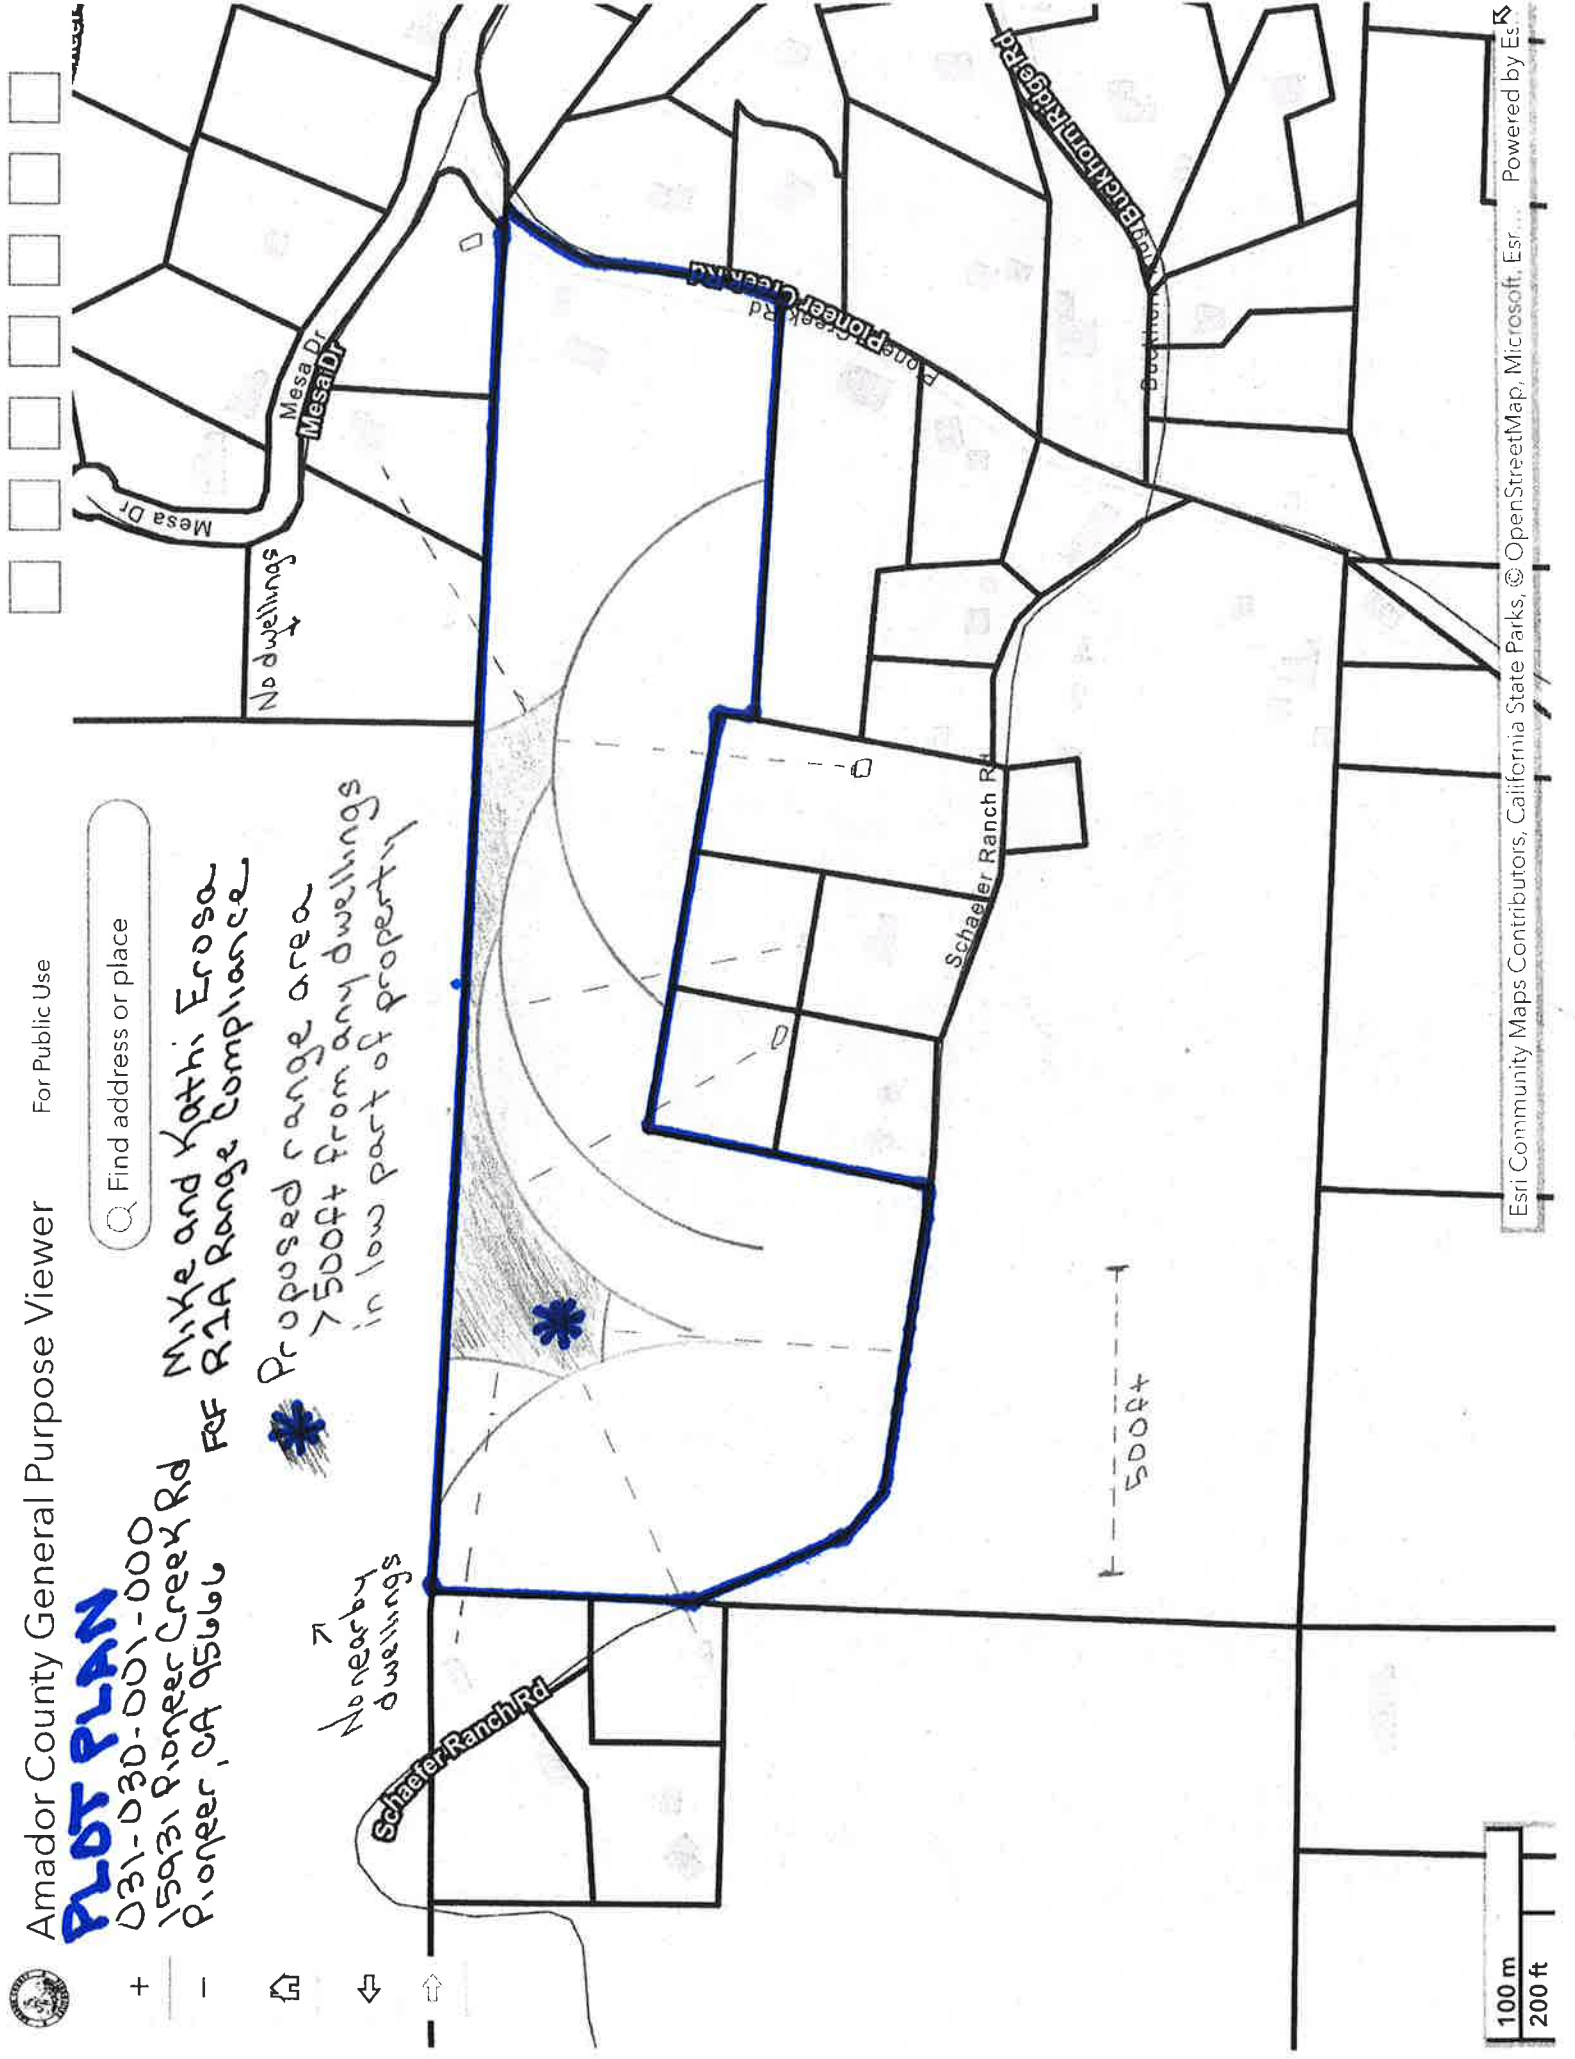 Amador County General Purpose Viewer
For Public Use
PLOT PLAN
031-030-001-000
15931 Pioneer Creek Rd
Pioneer, CA 95666
Find address or place
Mike and Kathi Erosa
For R1A Range Compliance
Proposed range area
>500ft from any dwellings
in low part of property
No nearby
dwellings
No dwellings
Mesa Dr
Mesa Dr
Mesa Dr
Schaefer Ranch Rd
Schaefer Ranch Rd
Pioneer Creek Rd
Buckhorn Ridge Rd
500ft
+
-
100 m
200 ft
Esri Community Maps Contributors, California State Parks, © OpenStreetMap, Microsoft, Esr...
Powered by Es